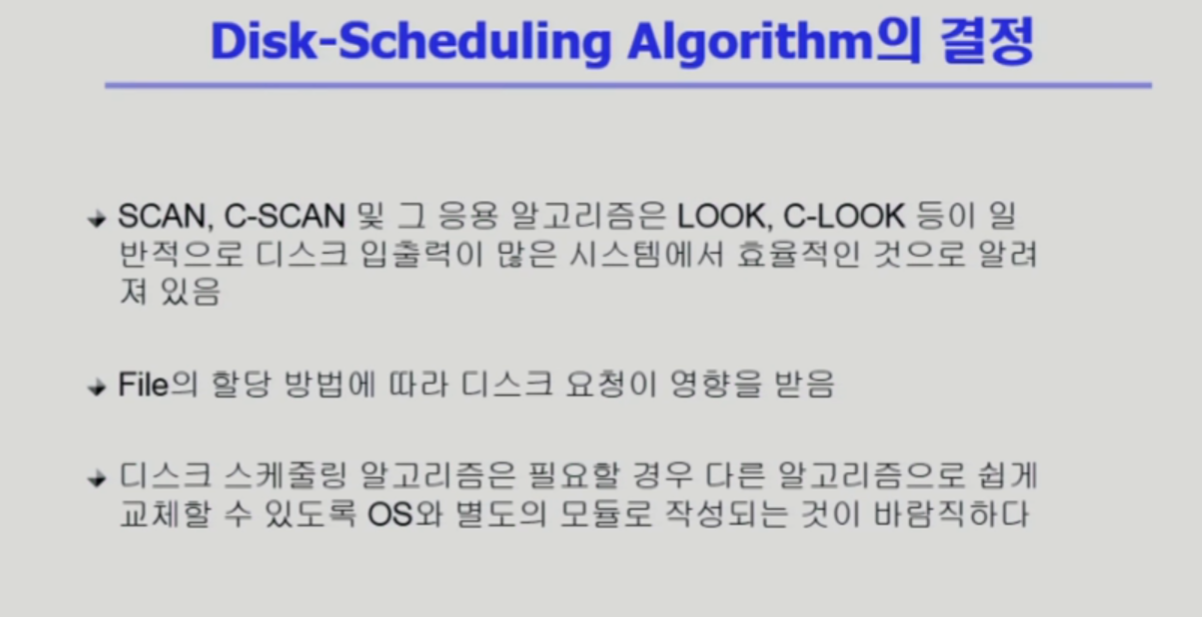 Disk-Scheduling Algorithm의 결정
SCAN, C-SCAN 및 그 응용 알고리즘은 LOOK, C-LOOK 등이 일
반적으로 디스크 입출력이 많은 시스템에서 효율적인 것으로 알려
져 있음
File의 할당 방법에 따라 디스크 요청이 영향을 받음
디스크 스케줄링 알고리즘은 필요할 경우 다른 알고리즘으로 쉽게
교체할 수 있도록 OS와 별도의 모듈로 작성되는 것이 바람직하다